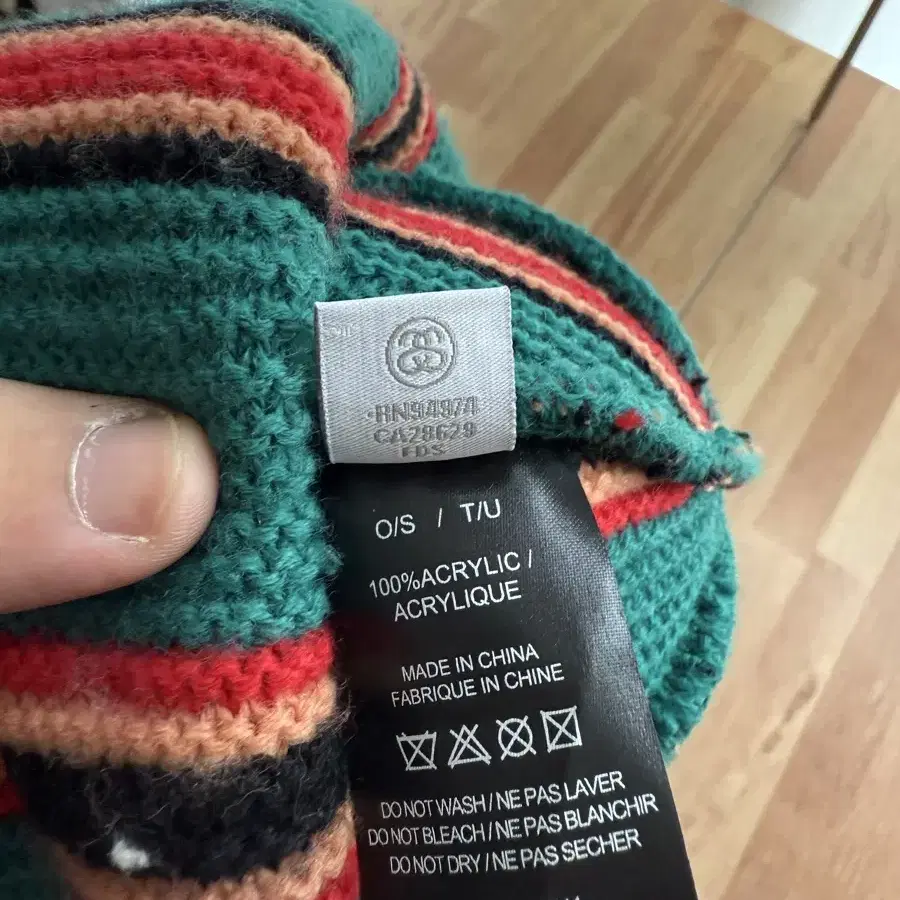 RN94974
CA28629
FDS
O/S / T/U
100%ACRYLIC /
ACRYLIQUE
MADE IN CHINA
FABRIQUE IN CHINE
DO NOT WASH / NE PAS LAVER
DO NOT BLEACH / NE PAS BLANCHIR
DO NOT DRY / NE PAS SECHER